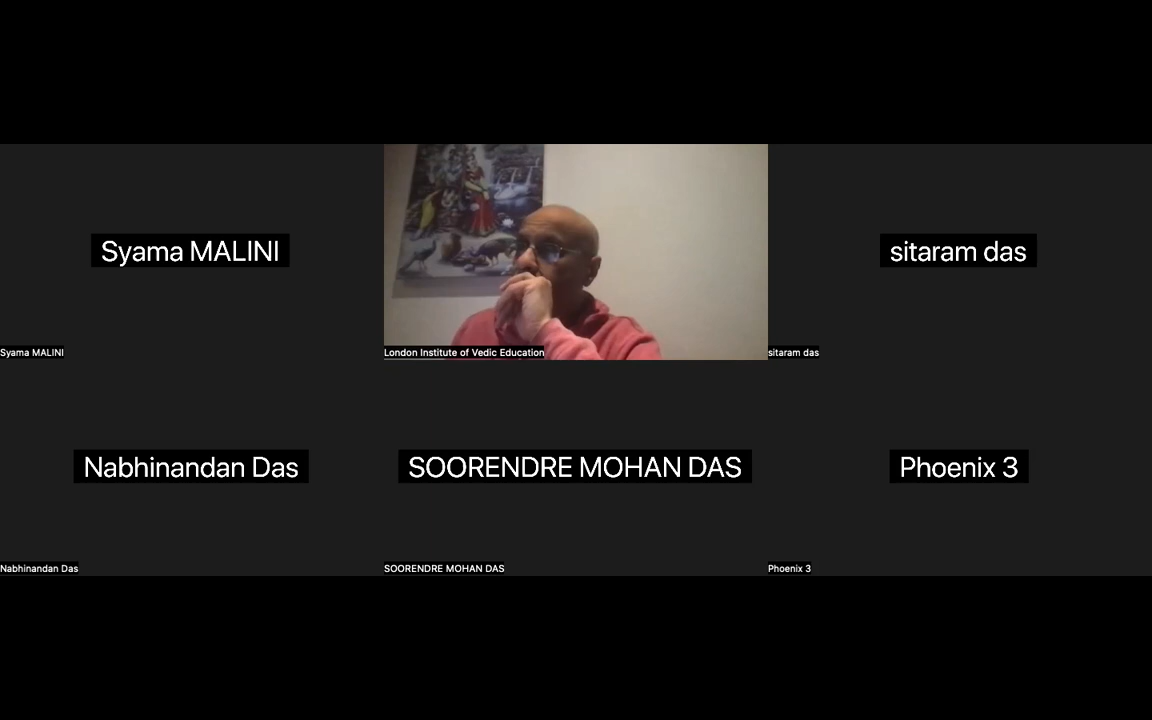 Syama MALINI
sitaram das
Syama MALINI
London Institute of Vedic Education
sitaram das
Nabhinandan Das
SOORENDRE MOHAN DAS
Phoenix 3
Nabhinandan Das
SOORENDRE MOHAN DAS
Phoenix 3